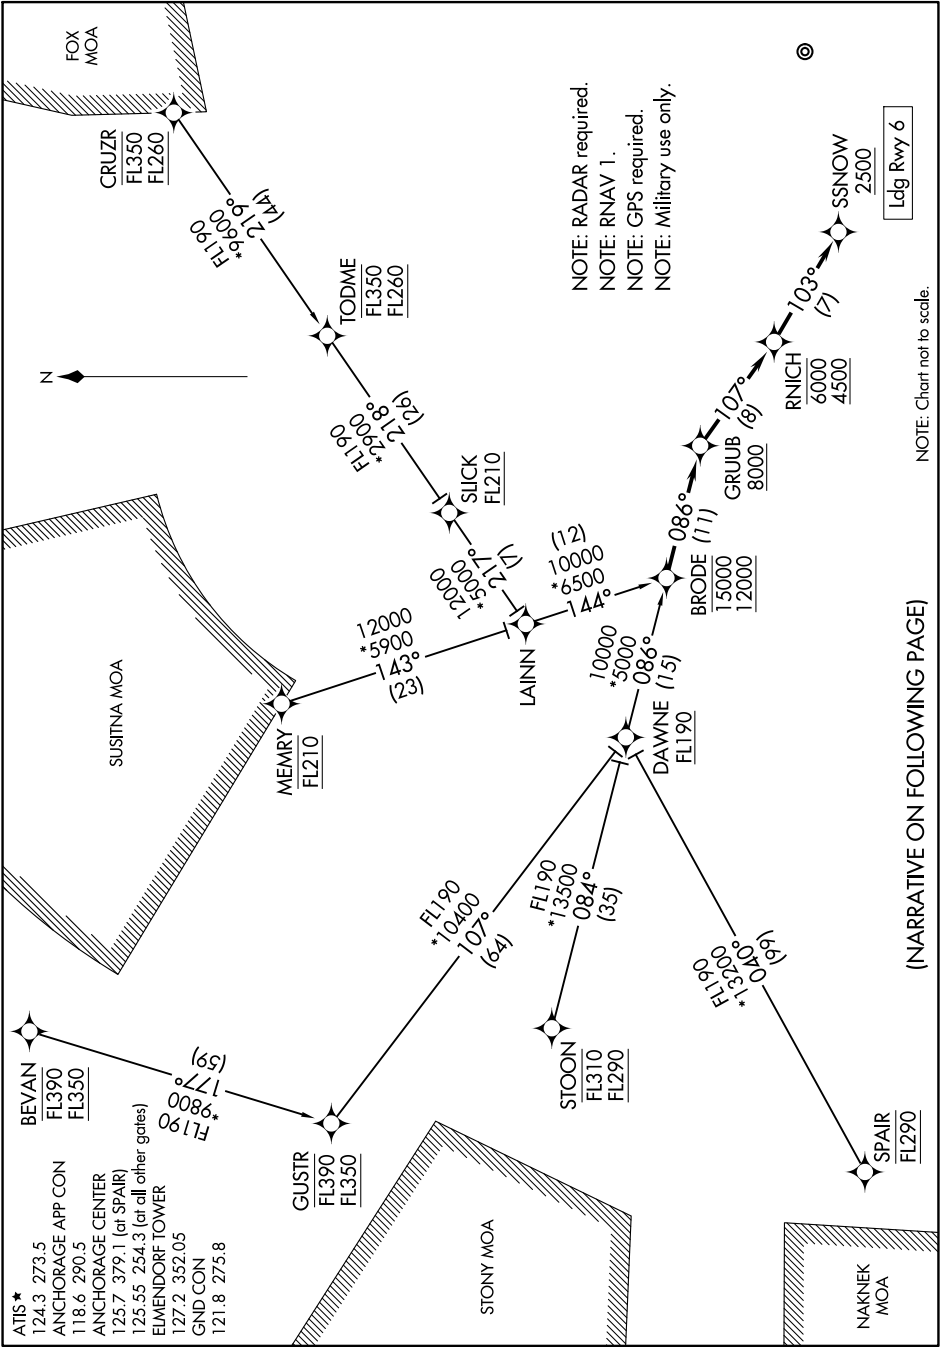 ATIS ★
124.3 273.5
ANCHORAGE APP CON
118.6 290.5
ANCHORAGE CENTER
125.7 379.1 (at SPAIR)
125.55 254.3 (at all other gates)
ELMENDORF TOWER
127.2 352.05
GND CON
121.8 275.8
BEVAN
FL390
FL350
FL190
*9800
177°
(59)
GUSTR
FL390
FL350
FL190
*10400
107°
(64)
STOON
FL310
FL290
FL190
*13500
084°
(35)
SPAIR
FL290
FL190
*13200
040°
(99)
DAWNE
FL190
10000
*5000
086°
(15)
SUSITNA MOA
STONY MOA
NAKNEK
MOA
FOX
MOA
MEMRY
FL210
12000
*5900
143°
(23)
LAINN
(12)
10000
*6500
144°
CRUZR
FL350
FL260
FL190
*9600
219°
(44)
TODME
FL350
FL260
FL190
*2900
218°
(26)
SLICK
FL210
12000
*5000
217°
(7)
BRODE
15000
12000
086°
(11)
GRUUB
8000
107°
(8)
RNICH
6000
4500
103°
(7)
SSNOW
2500
Ldg Rwy 6
N
NOTE: RADAR required.
NOTE: RNAV 1.
NOTE: GPS required.
NOTE: Military use only.
NOTE: Chart not to scale.
(NARRATIVE ON FOLLOWING PAGE)